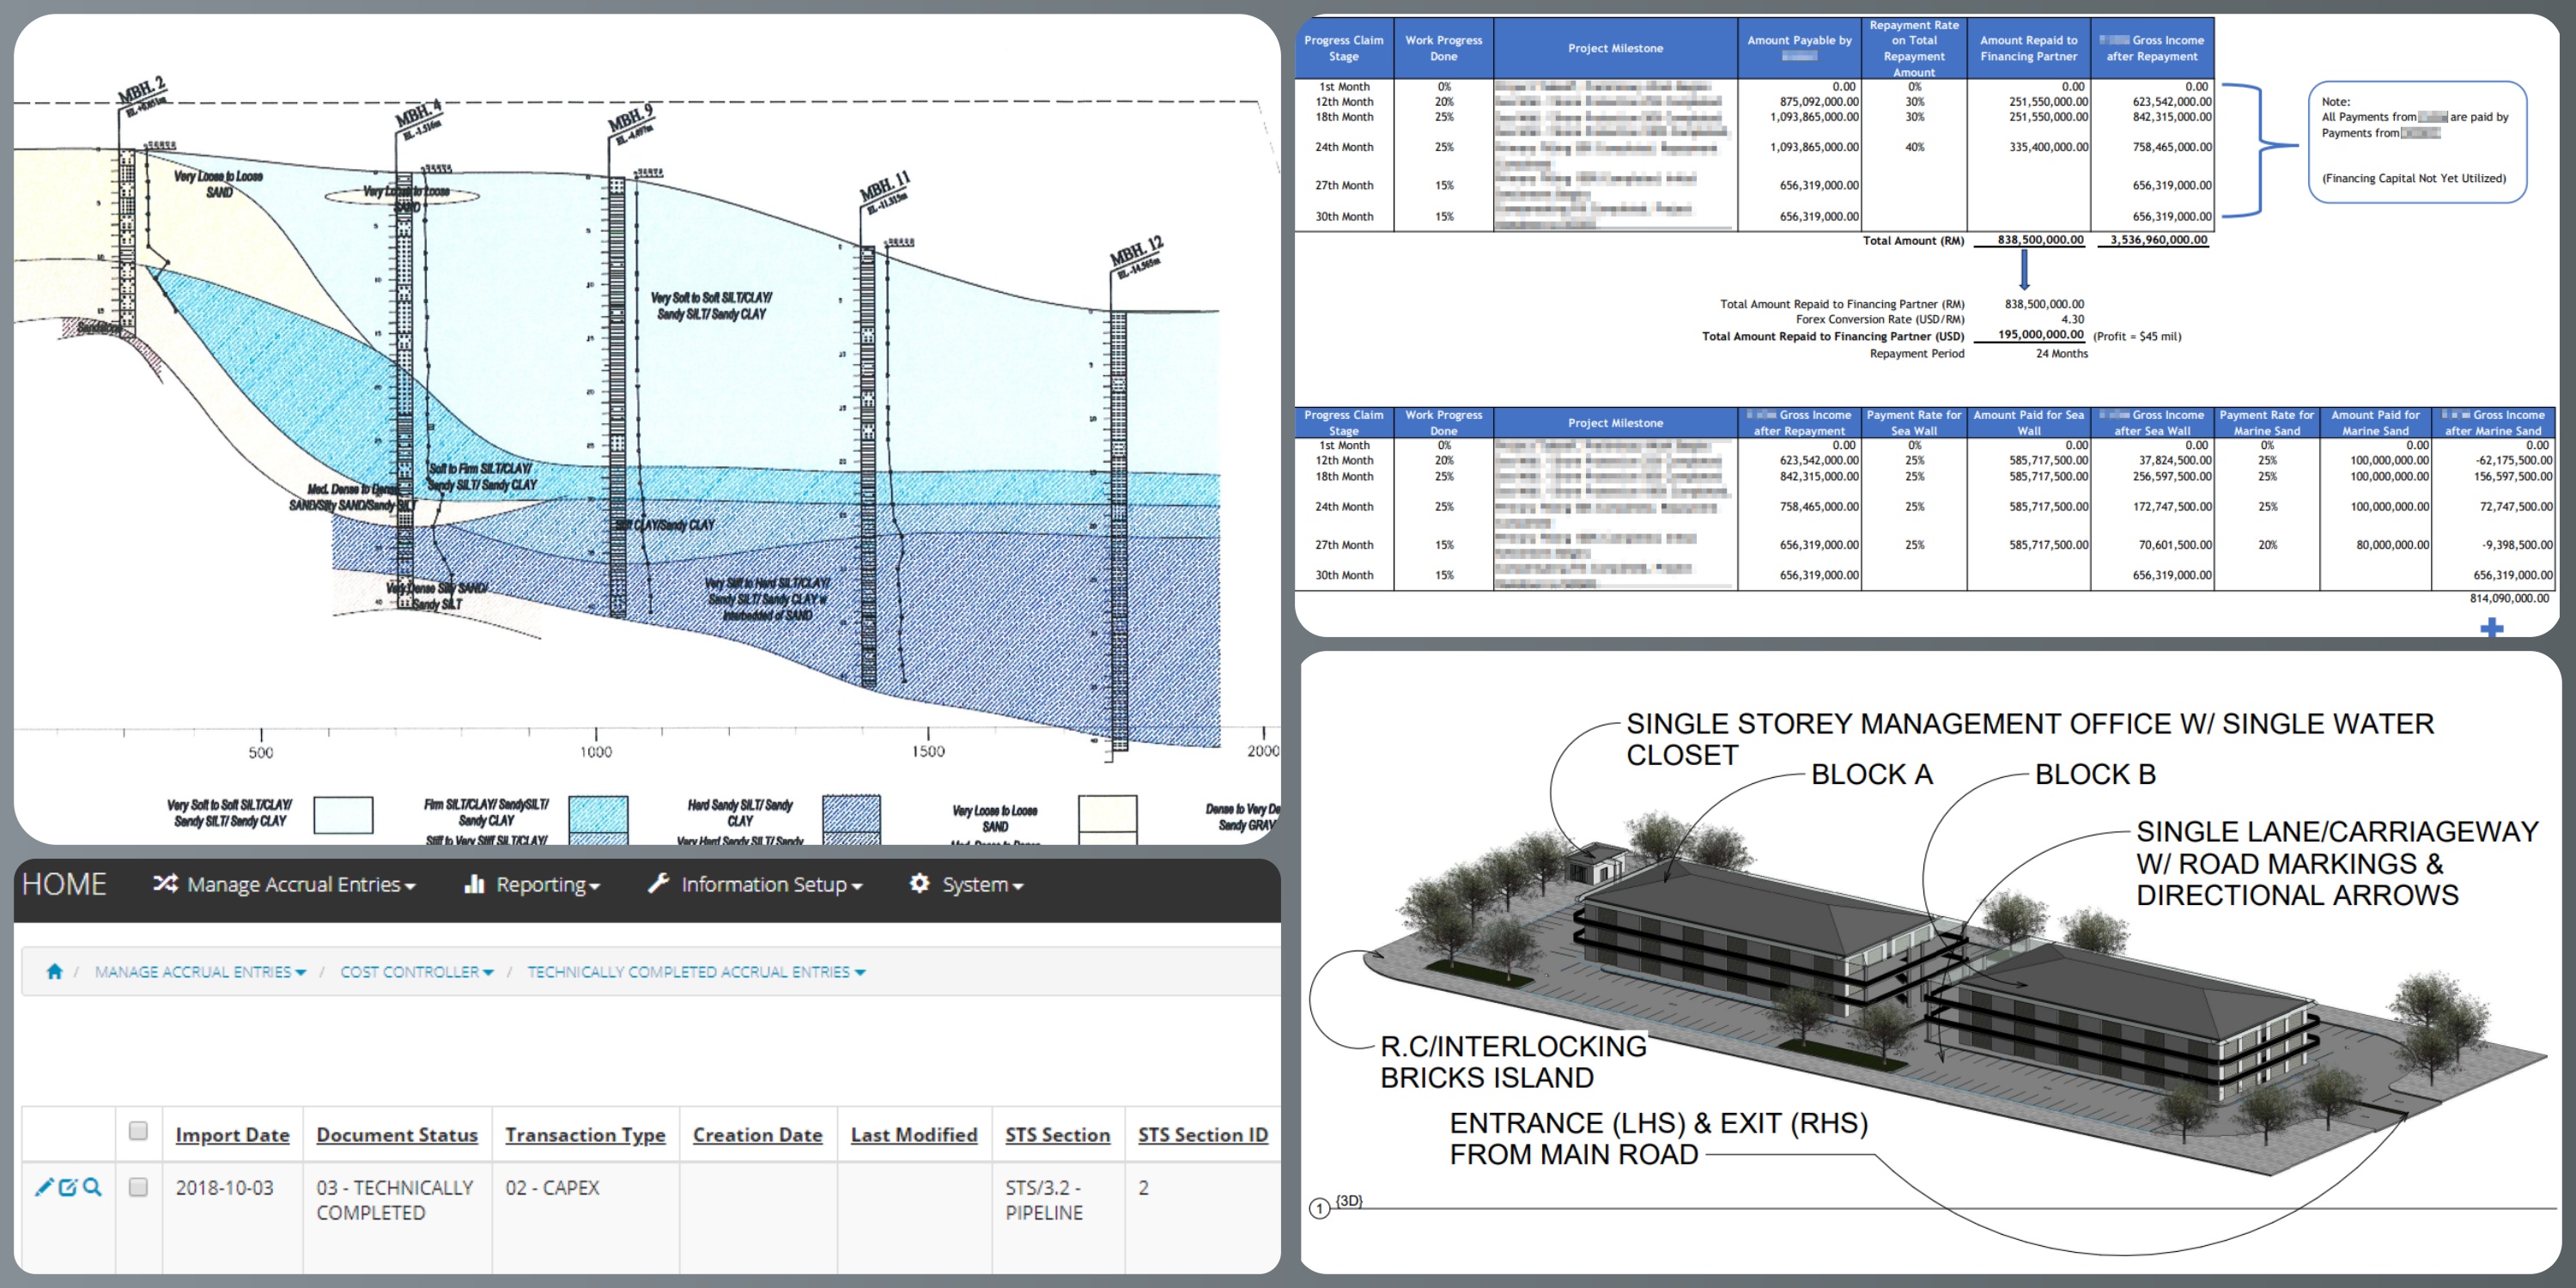 MBH. 2
MBH. 4
EL -1.516m
MBH. 9
MBH. 11
EL -11.315m
MBH. 12
EL -14.565m
Very Loose to Loose
SAND
Very Loose to Loose
SAND
Very Soft to Soft SILT/CLAY/
Sandy SILT/ Sandy CLAY
Sandstone
Soft to Firm SILT/CLAY/
Sandy SILT/ Sandy CLAY
Med. Dense to Dense
SAND/Silty SAND/Sandy SILT
Stiff CLAY/Sandy CLAY
Very Stiff to Hard SILT/CLAY/
Sandy SILT/ Sandy CLAY w
Interbedded of SAND
Very Dense Silty SAND/
Sandy SILT
500 1000 1500 2000
Very Soft to Soft SILT/CLAY/
Sandy SILT/ Sandy CLAY
Firm SILT/CLAY/ SandySILT/
Sandy CLAY
Stiff to Very Stiff SILT/CLAY/
Hard Sandy SILT/ Sandy
CLAY
Very Hard Sandy SILT/ Sandy
Very Loose to Loose
SAND
Med. Dense to Dense
Dense to Very De
Sandy GRAV
Progress Claim Stage Work Progress Done Project Milestone Amount Payable by Repayment Rate on Total Repayment Amount Amount Repaid to Financing Partner Gross Income after Repayment
1st Month 0% 0.00 0% 0.00 0.00
12th Month 20% 875,092,000.00 30% 251,550,000.00 623,542,000.00
18th Month 25% 1,093,865,000.00 30% 251,550,000.00 842,315,000.00
24th Month 25% 1,093,865,000.00 40% 335,400,000.00 758,465,000.00
27th Month 15% 656,319,000.00 656,319,000.00
30th Month 15% 656,319,000.00 656,319,000.00
Total Amount (RM) 838,500,000.00 3,536,960,000.00
Note:
All Payments from are paid by
Payments from
(Financing Capital Not Yet Utilized)
Total Amount Repaid to Financing Partner (RM) 838,500,000.00
Forex Conversion Rate (USD/RM) 4.30
Total Amount Repaid to Financing Partner (USD) 195,000,000.00 (Profit = $45 mil)
Repayment Period 24 Months
Progress Claim Stage Work Progress Done Project Milestone Gross Income after Repayment Payment Rate for Sea Wall Amount Paid for Sea Wall Gross Income after Sea Wall Payment Rate for Marine Sand Amount Paid for Marine Sand Gross Income after Marine Sand
1st Month 0% 0.00 0% 0.00 0.00 0% 0.00 0.00
12th Month 20% 623,542,000.00 25% 585,717,500.00 37,824,500.00 25% 100,000,000.00 -62,175,500.00
18th Month 25% 842,315,000.00 25% 585,717,500.00 256,597,500.00 25% 100,000,000.00 156,597,500.00
24th Month 25% 758,465,000.00 25% 585,717,500.00 172,747,500.00 25% 100,000,000.00 72,747,500.00
27th Month 15% 656,319,000.00 25% 585,717,500.00 70,601,500.00 20% 80,000,000.00 -9,398,500.00
30th Month 15% 656,319,000.00 656,319,000.00 656,319,000.00
814,090,000.00
HOME Manage Accrual Entries Reporting Information Setup System
/ MANAGE ACCRUAL ENTRIES / COST CONTROLLER / TECHNICALLY COMPLETED ACCRUAL ENTRIES
Import Date Document Status Transaction Type Creation Date Last Modified STS Section STS Section ID
2018-10-03 03 - TECHNICALLY COMPLETED 02 - CAPEX STS/3.2 - PIPELINE 2
SINGLE STOREY MANAGEMENT OFFICE W/ SINGLE WATER
CLOSET
BLOCK A
BLOCK B
SINGLE LANE/CARRIAGEWAY
W/ ROAD MARKINGS &
DIRECTIONAL ARROWS
R.C/INTERLOCKING
BRICKS ISLAND
ENTRANCE (LHS) & EXIT (RHS)
FROM MAIN ROAD
1 {3D}